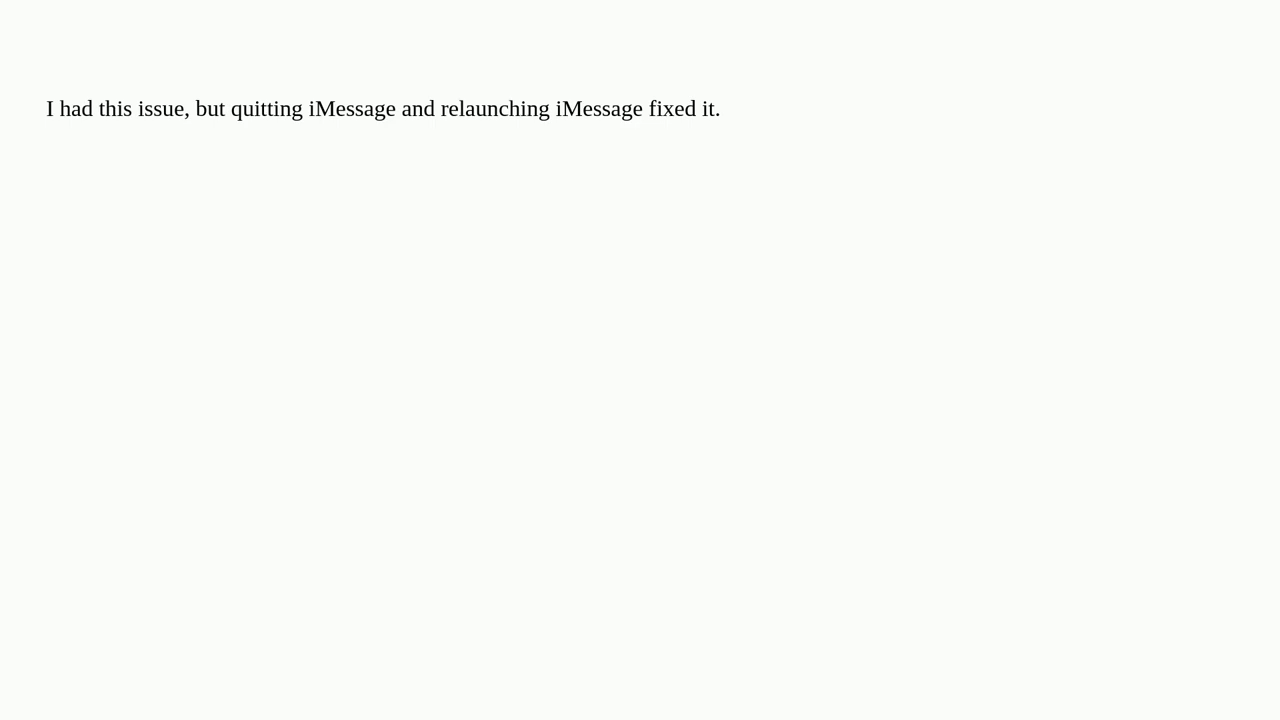 I had this issue, but quitting iMessage and relaunching iMessage fixed it.